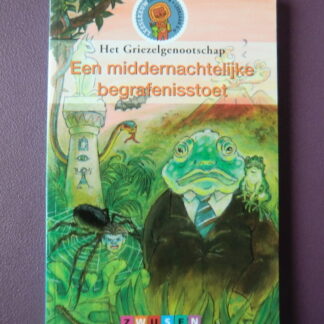 Het Griezelgenootschap
Een middernachtelijke
begrafenisstoet
ZWIJSEN